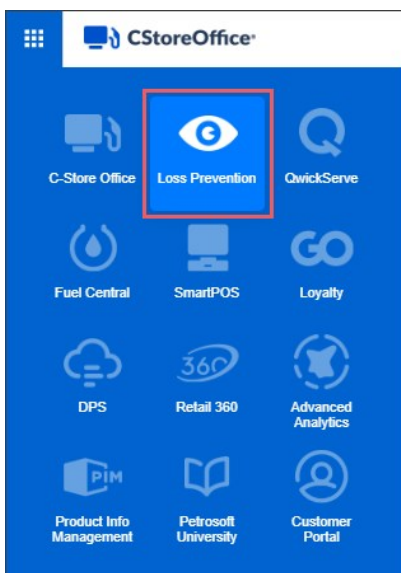 CStoreOffice®
C-Store Office
Loss Prevention
QwickServe
GO
Fuel Central
SmartPOS
Loyalty
360
DPS
Retail 360
Advanced
Analytics
PIM
Product Info
Management
Petrosoft
University
Customer
Portal